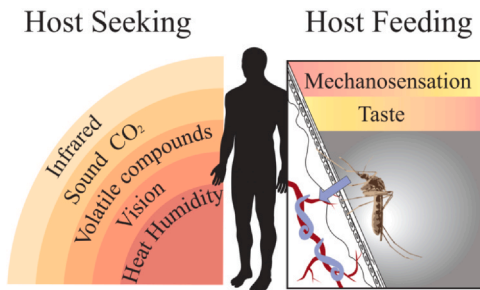 Host Seeking
Host Feeding
Infrared
Sound CO₂
Volatile compounds
Vision
Heat Humidity
Mechanosensation
Taste